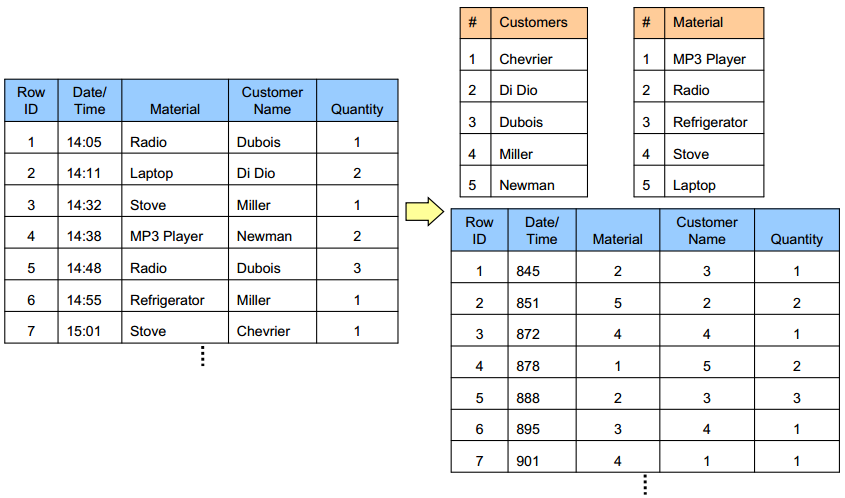 Row ID Date/ Time Material Customer Name Quantity
1 14:05 Radio Dubois 1
2 14:11 Laptop Di Dio 2
3 14:32 Stove Miller 1
4 14:38 MP3 Player Newman 2
5 14:48 Radio Dubois 3
6 14:55 Refrigerator Miller 1
7 15:01 Stove Chevrier 1
# Customers
1 Chevrier
2 Di Dio
3 Dubois
4 Miller
5 Newman
# Material
1 MP3 Player
2 Radio
3 Refrigerator
4 Stove
5 Laptop
Row ID Date/ Time Material Customer Name Quantity
1 845 2 3 1
2 851 5 2 2
3 872 4 4 1
4 878 1 5 2
5 888 2 3 3
6 895 3 4 1
7 901 4 1 1